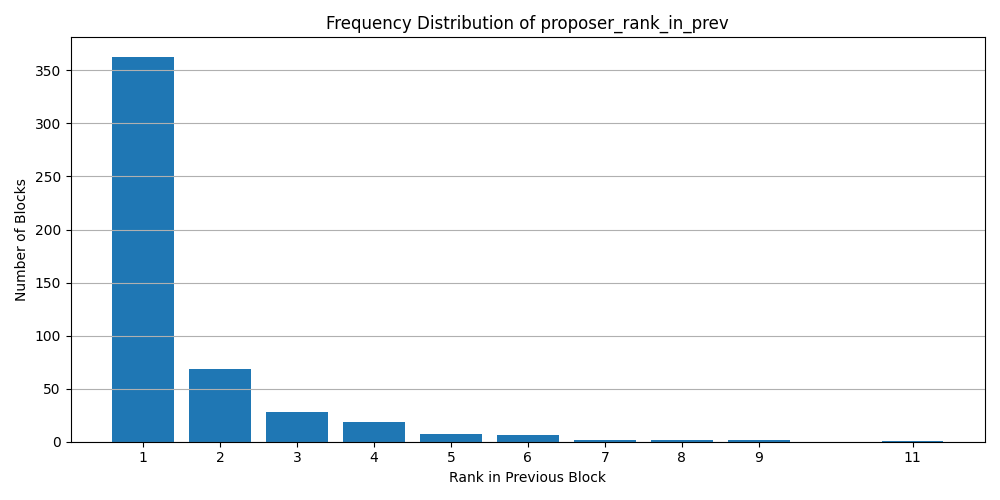 Frequency Distribution of proposer_rank_in_prev
Number of Blocks
350
300
250
200
150
100
50
0
1 2 3 4 5 6 7 8 9 11
Rank in Previous Block